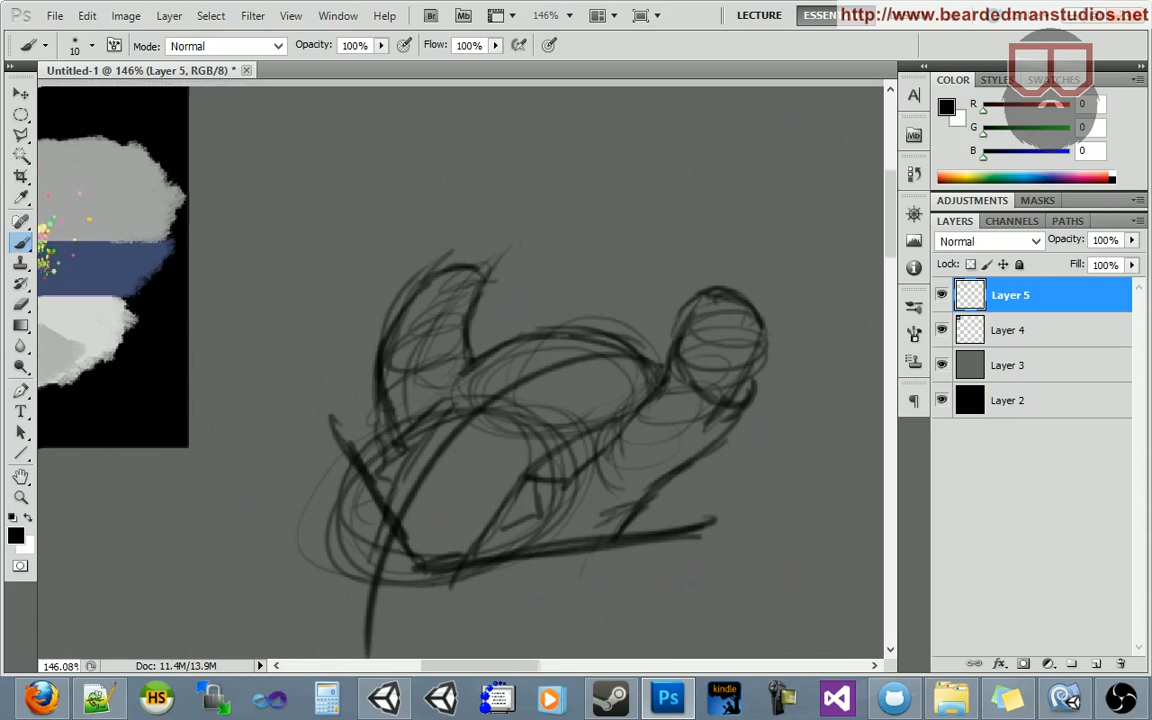 Ps File Edit Image Layer Select Filter View Window Help Br Mb 146% LECTURE ESSEN
http://www.beardedmanstudios.net
10 Mode: Normal Opacity: 100% Flow: 100%
Untitled-1 @ 146% (Layer 5, RGB/8) *
COLOR STYLES SWATCHES
R 0
G 0
B 0
A
Mb
ADJUSTMENTS MASKS
LAYERS CHANNELS PATHS
Normal Opacity: 100%
Lock: Fill: 100%
Layer 5
Layer 4
Layer 3
Layer 2
T
fx.
146.08% Doc: 11.4M/13.9M
HS Ps kindle